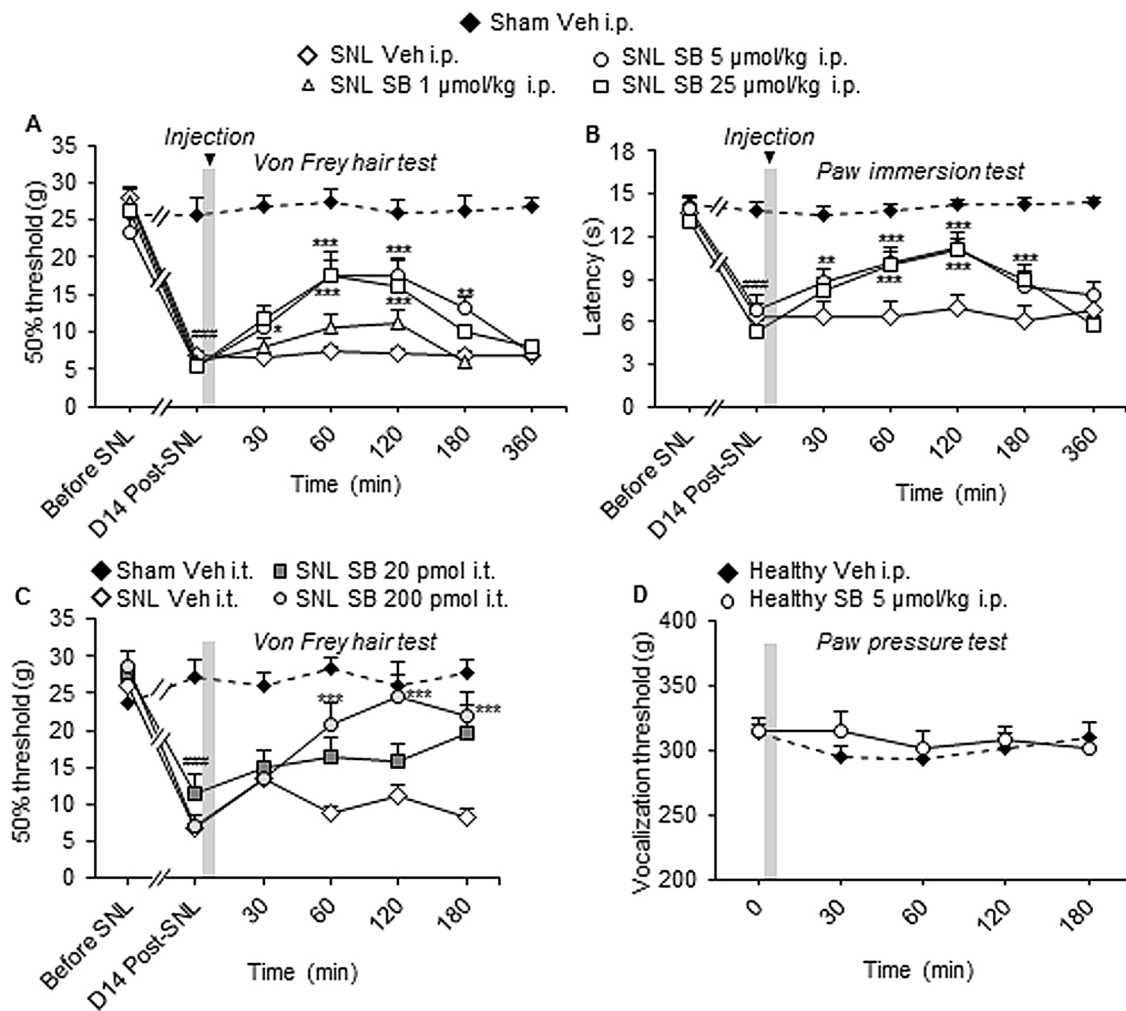 Sham Veh i.p.
SNL Veh i.p.
SNL SB 5 µmol/kg i.p.
SNL SB 1 µmol/kg i.p.
SNL SB 25 µmol/kg i.p.
A
Injection
Von Frey hair test
50% threshold (g)
35
30
25
20
15
10
5
0
###
*
***
***
***
***
**
Before SNL
D14 Post-SNL
30
60
120
180
360
Time (min)
B
Injection
Paw immersion test
Latency (s)
18
15
12
9
6
3
0
###
**
***
***
***
***
***
Before SNL
D14 Post-SNL
30
60
120
180
360
Time (min)
Sham Veh i.t.
SNL SB 20 pmol i.t.
SNL Veh i.t.
SNL SB 200 pmol i.t.
C
Von Frey hair test
50% threshold (g)
35
30
25
20
15
10
5
0
###
***
***
***
Before SNL
D14 Post-SNL
30
60
120
180
Time (min)
Healthy Veh i.p.
Healthy SB 5 µmol/kg i.p.
D
Paw pressure test
Vocalization threshold (g)
400
350
300
250
200
0
30
60
120
180
Time (min)